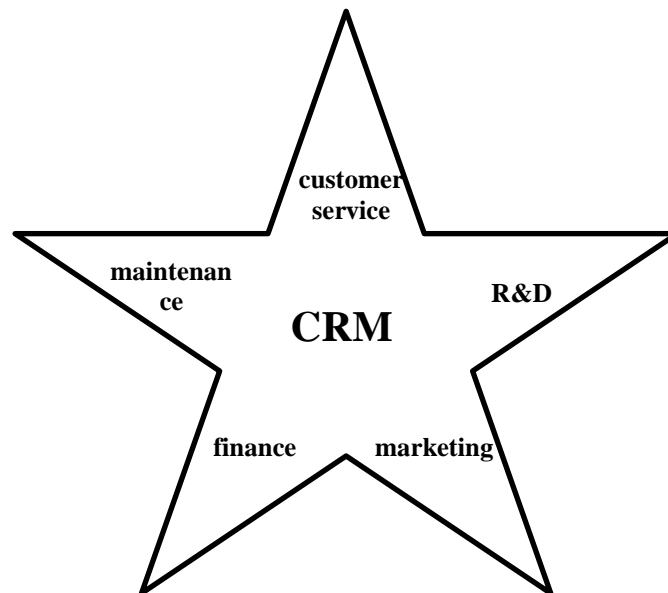 customer
service
maintenan
ce
R&D
CRM
finance
marketing